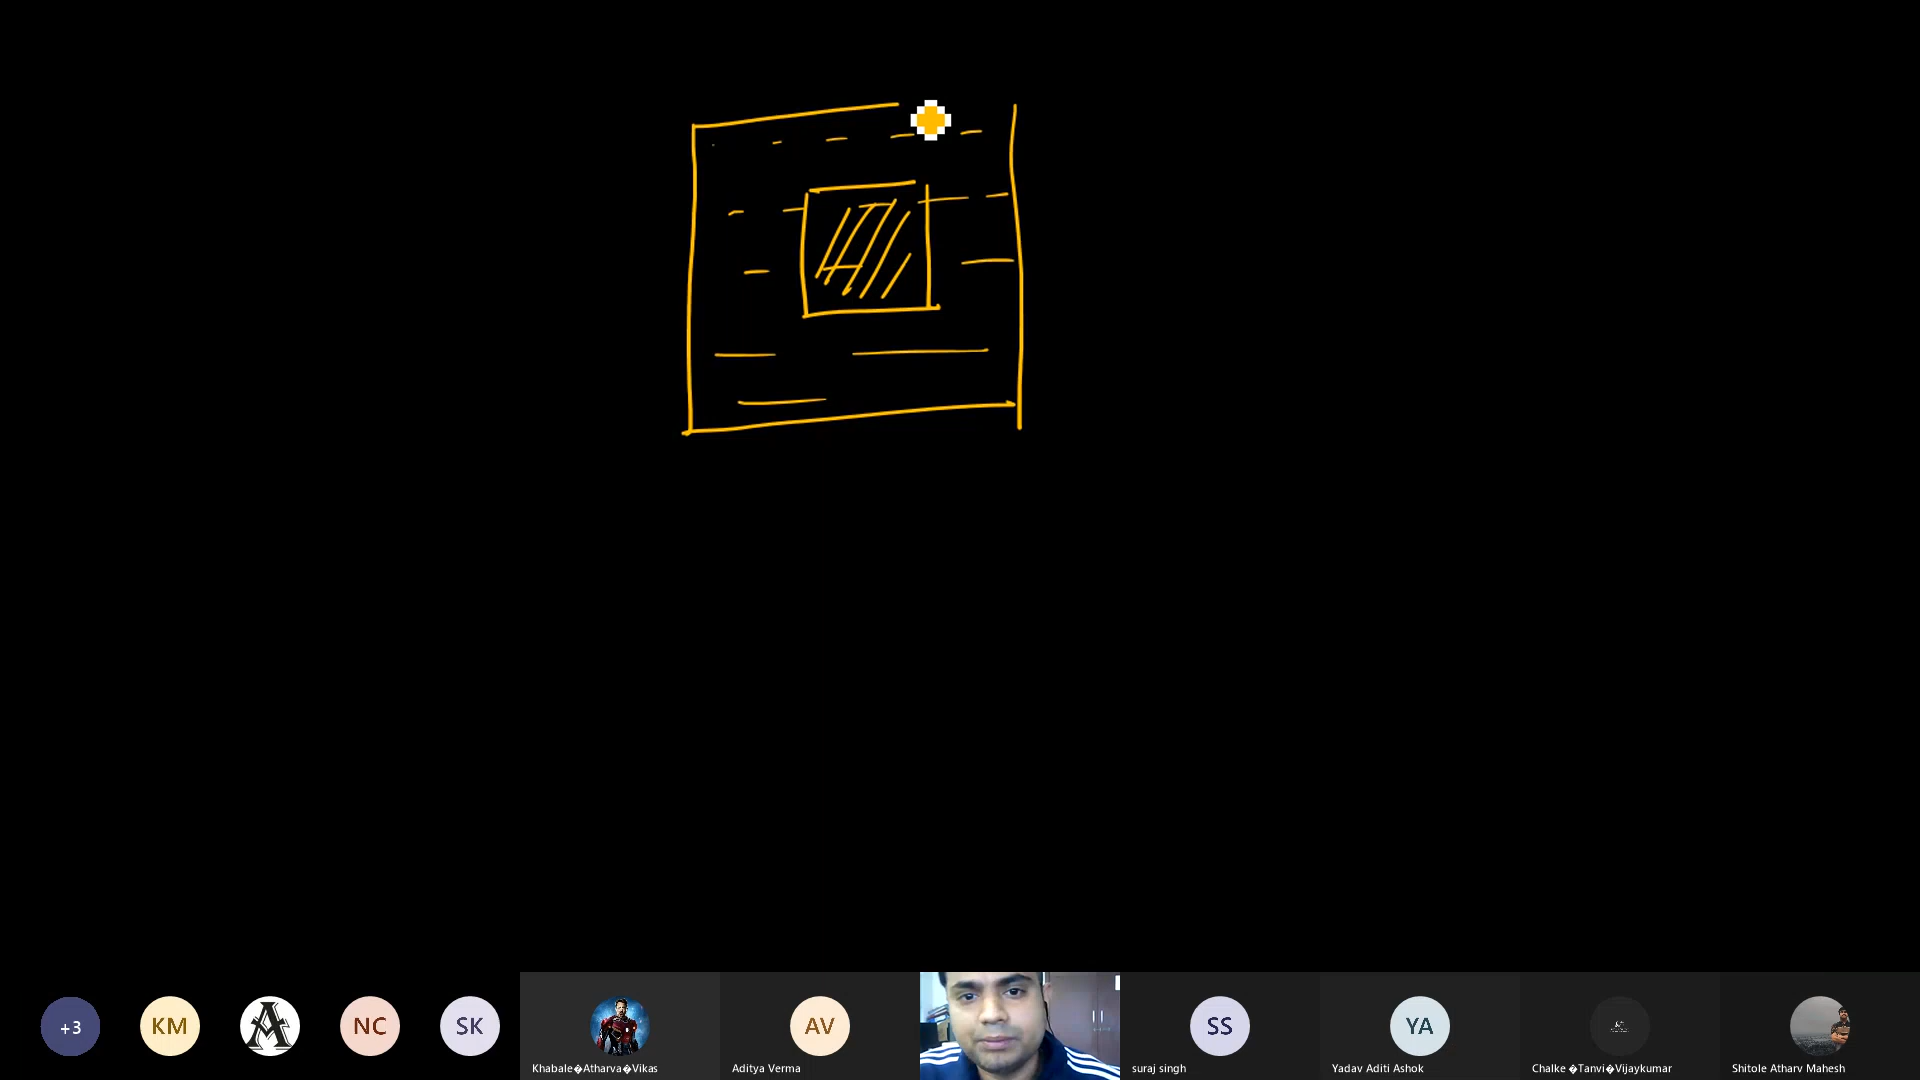 +3
KM
A
NC
SK
AV
SS
YA
Khabale�Atharva�Vikas
Aditya Verma
suraj singh
Yadav Aditi Ashok
Chalke �Tanvi�Vijaykumar
Shitole Atharv Mahesh